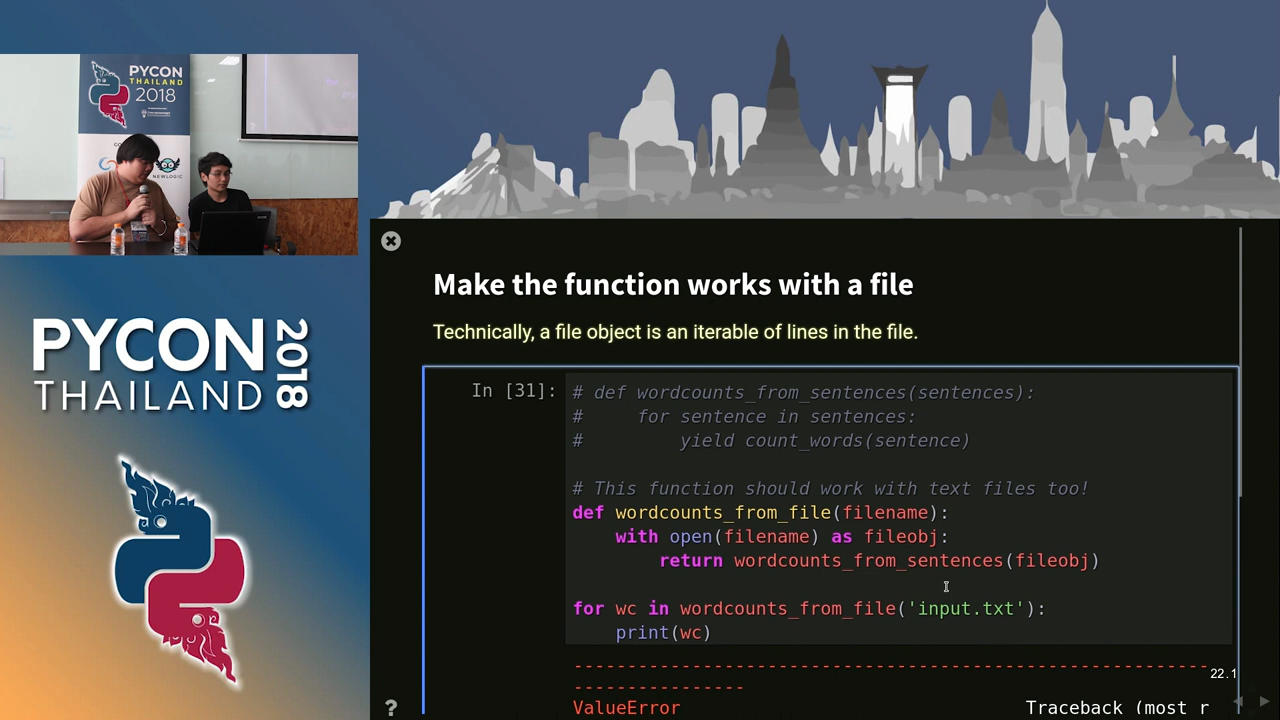 PYCON
THAILAND
2018
NEWLOGIC
PYCON
THAILAND
2018
Make the function works with a file
Technically, a file object is an iterable of lines in the file.
In [31]:
# def wordcounts_from_sentences(sentences):
#     for sentence in sentences:
#         yield count_words(sentence)
# This function should work with text files too!
def wordcounts_from_file(filename):
    with open(filename) as fileobj:
        return wordcounts_from_sentences(fileobj)
for wc in wordcounts_from_file('input.txt'):
    print(wc)
---------------------------------------------------------------------------
ValueError                                Traceback (most r
22.1
?